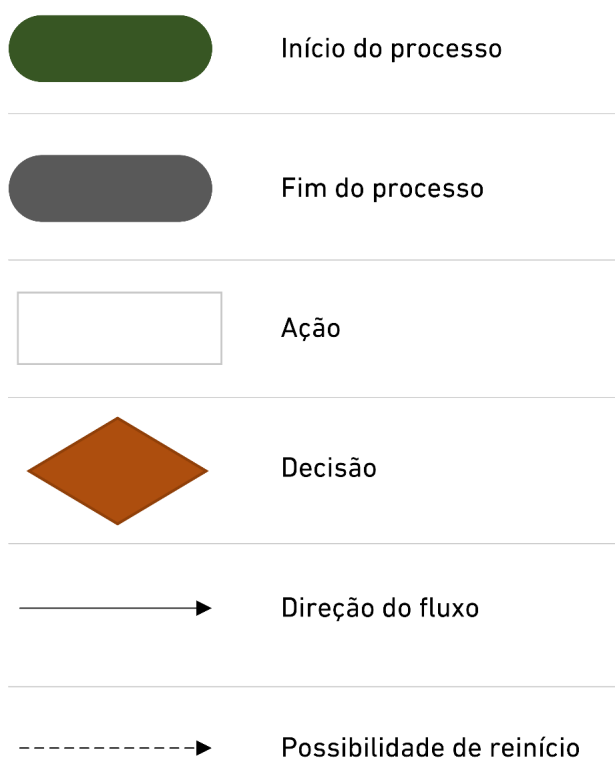 Início do processo
Fim do processo
Ação
Decisão
Direção do fluxo
Possibilidade de reinício